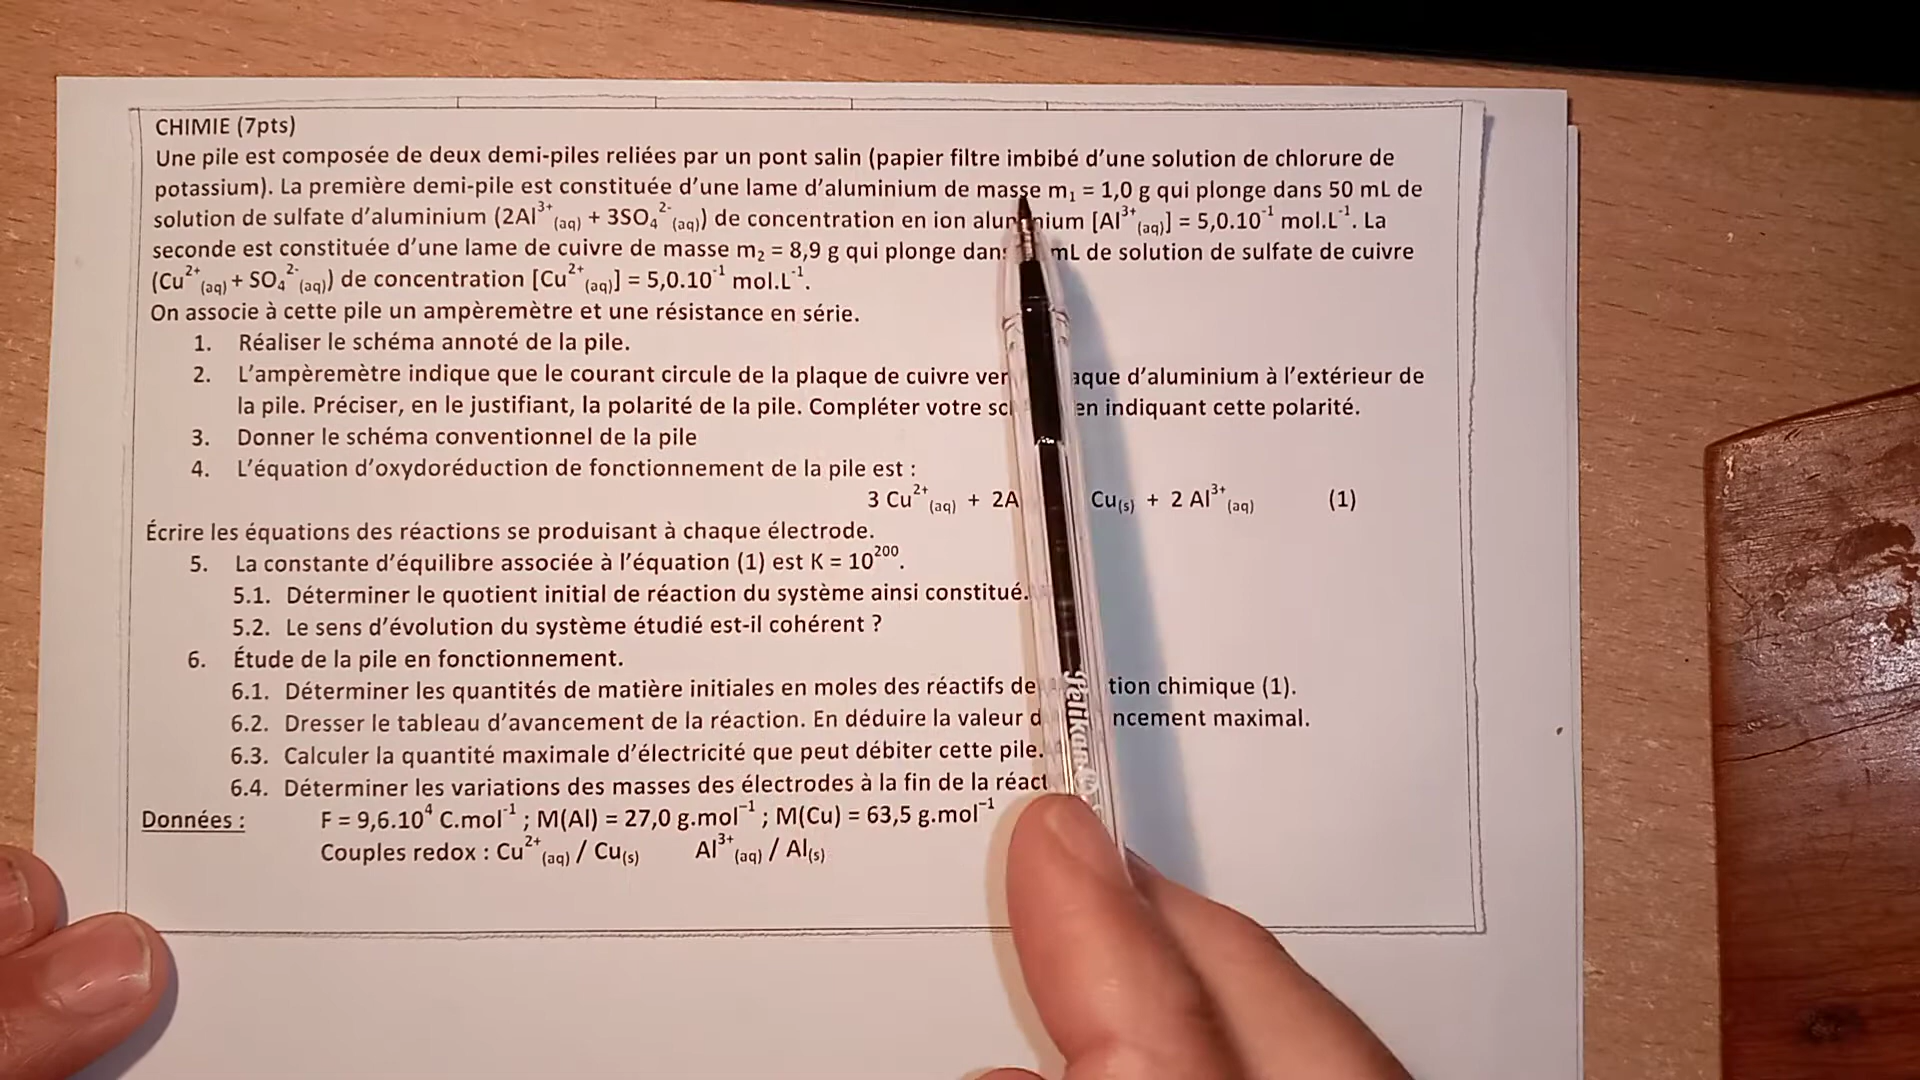 CHIMIE (7pts)
Une pile est composée de deux demi-piles reliées par un pont salin (papier filtre imbibé d'une solution de chlorure de
potassium). La première demi-pile est constituée d'une lame d'aluminium de masse m₁ = 1,0 g qui plonge dans 50 mL de
solution de sulfate d'aluminium (2Al³⁺(aq) + 3SO₄²⁻(aq)) de concentration en ion aluminium [Al³⁺(aq)] = 5,0.10⁻¹ mol.L⁻¹. La
seconde est constituée d'une lame de cuivre de masse m₂ = 8,9 g qui plonge dans mL de solution de sulfate de cuivre
(Cu²⁺(aq) + SO₄²⁻(aq)) de concentration [Cu²⁺(aq)] = 5,0.10⁻¹ mol.L⁻¹.
On associe à cette pile un ampèremètre et une résistance en série.
1. Réaliser le schéma annoté de la pile.
2. L'ampèremètre indique que le courant circule de la plaque de cuivre d'aluminium à l'extérieur de
la pile. Préciser, en le justifiant, la polarité de la pile. Compléter votre en indiquant cette polarité.
3. Donner le schéma conventionnel de la pile
4. L'équation d'oxydoréduction de fonctionnement de la pile est :
3 Cu²⁺(aq) + Cu(s) + 2 Al³⁺(aq) (1)
Écrire les équations des réactions se produisant à chaque électrode.
5. La constante d'équilibre associée à l'équation (1) est K = 10²⁰⁰.
5.1. Déterminer le quotient initial de réaction du système ainsi constitué.
5.2. Le sens d'évolution du système étudié est-il cohérent ?
6. Étude de la pile en fonctionnement.
6.1. Déterminer les quantités de matière initiales en moles des réactifs de chimique (1).
6.2. Dresser le tableau d'avancement de la réaction. En déduire la valeur maximal.
6.3. Calculer la quantité maximale d'électricité que peut débiter cette pile.
6.4. Déterminer les variations des masses des électrodes à la fin de la
Données : F = 9,6.10⁴ C.mol⁻¹ ; M(Al) = 27,0 g.mol⁻¹ ; M(Cu) = 63,5 g.mol⁻¹
Couples redox : Cu²⁺(aq) / Cu(s) Al³⁺(aq) / Al(s)
Pelikan